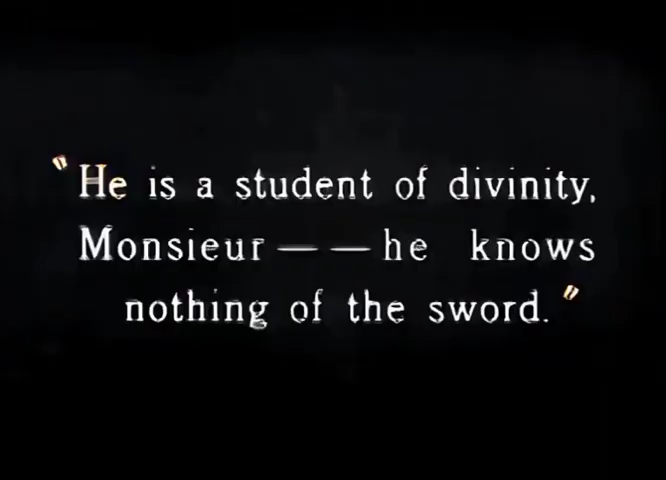 "He is a student of divinity,
Monsieur — — he knows
nothing of the sword."